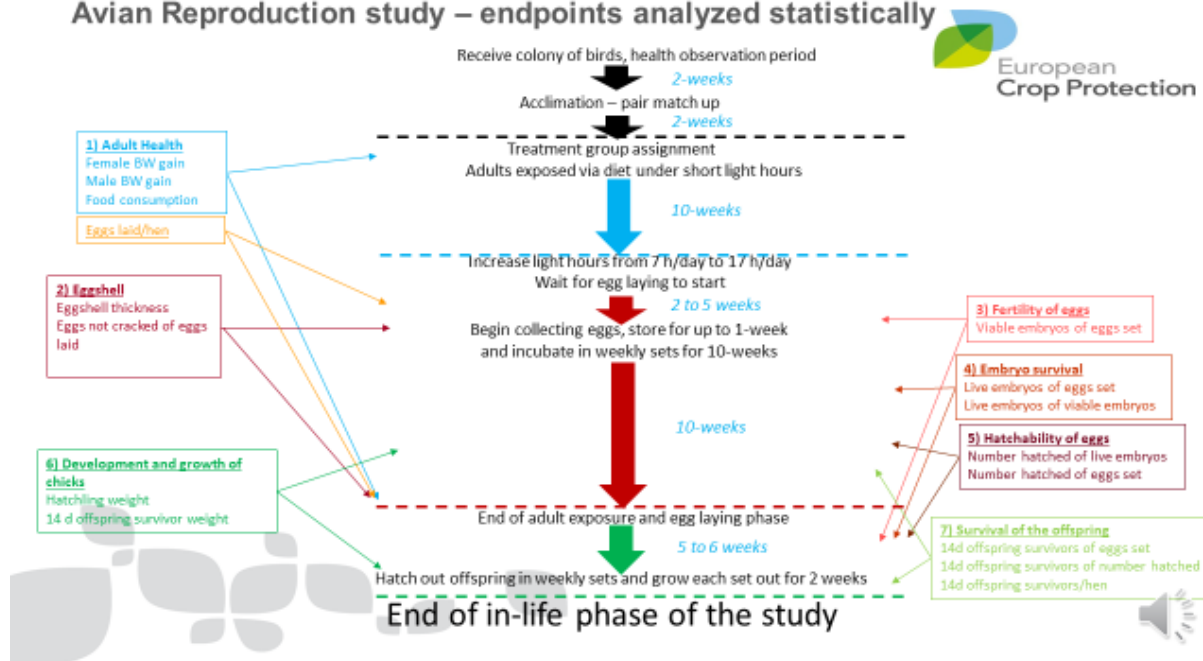 Avian Reproduction study – endpoints analyzed statistically
European
Crop Protection
Receive colony of birds, health observation period
2-weeks
Acclimation – pair match up
2-weeks
Treatment group assignment
Adults exposed via diet under short light hours
10-weeks
Increase light hours from 7 h/day to 17 h/day
Wait for egg laying to start
2 to 5 weeks
Begin collecting eggs, store for up to 1-week
and incubate in weekly sets for 10-weeks
10-weeks
End of adult exposure and egg laying phase
5 to 6 weeks
Hatch out offspring in weekly sets and grow each set out for 2 weeks
End of in-life phase of the study
1) Adult Health
Female BW gain
Male BW gain
Food consumption
Eggs laid/hen
2) Eggshell
Eggshell thickness
Eggs not cracked of eggs
laid
3) Fertility of eggs
Viable embryos of eggs set
4) Embryo survival
Live embryos of eggs set
Live embryos of viable embryos
5) Hatchability of eggs
Number hatched of live embryos
Number hatched of eggs set
6) Development and growth of
chicks
Hatchling weight
14 d offspring survivor weight
7) Survival of the offspring
14d offspring survivors of eggs set
14d offspring survivors of number hatched
14d offspring survivors/hen